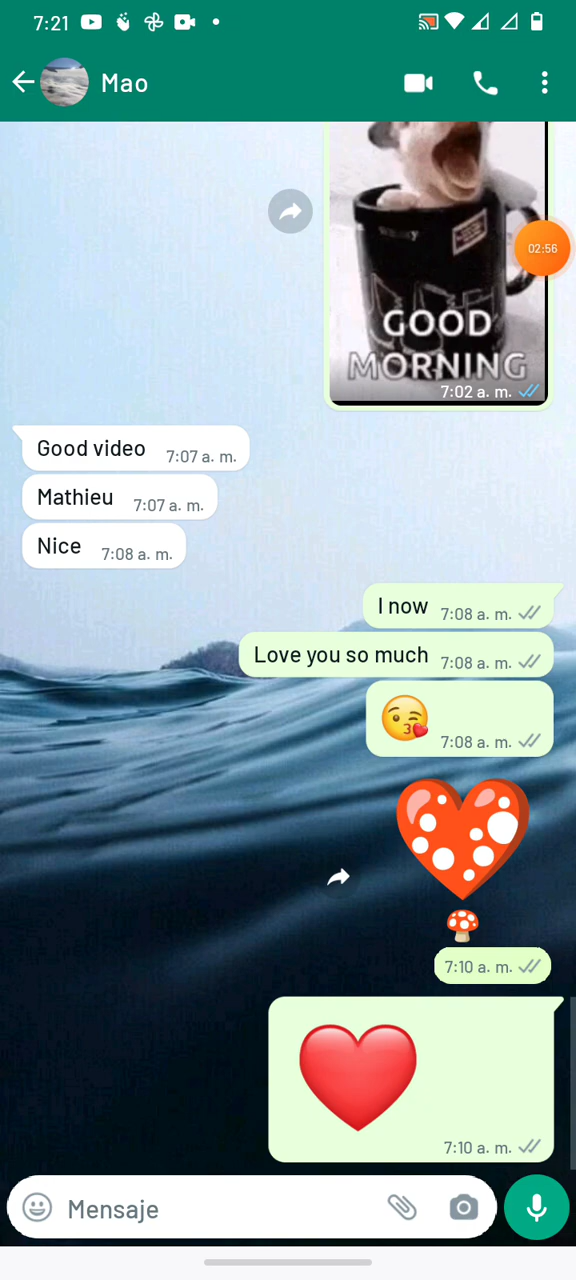 7:21
Mao
02:56
GOOD
MORNING
7:02 a. m.
Good video 7:07 a. m.
Mathieu 7:07 a. m.
Nice 7:08 a. m.
I now 7:08 a. m.
Love you so much 7:08 a. m.
7:08 a. m.
7:10 a. m.
7:10 a. m.
Mensaje